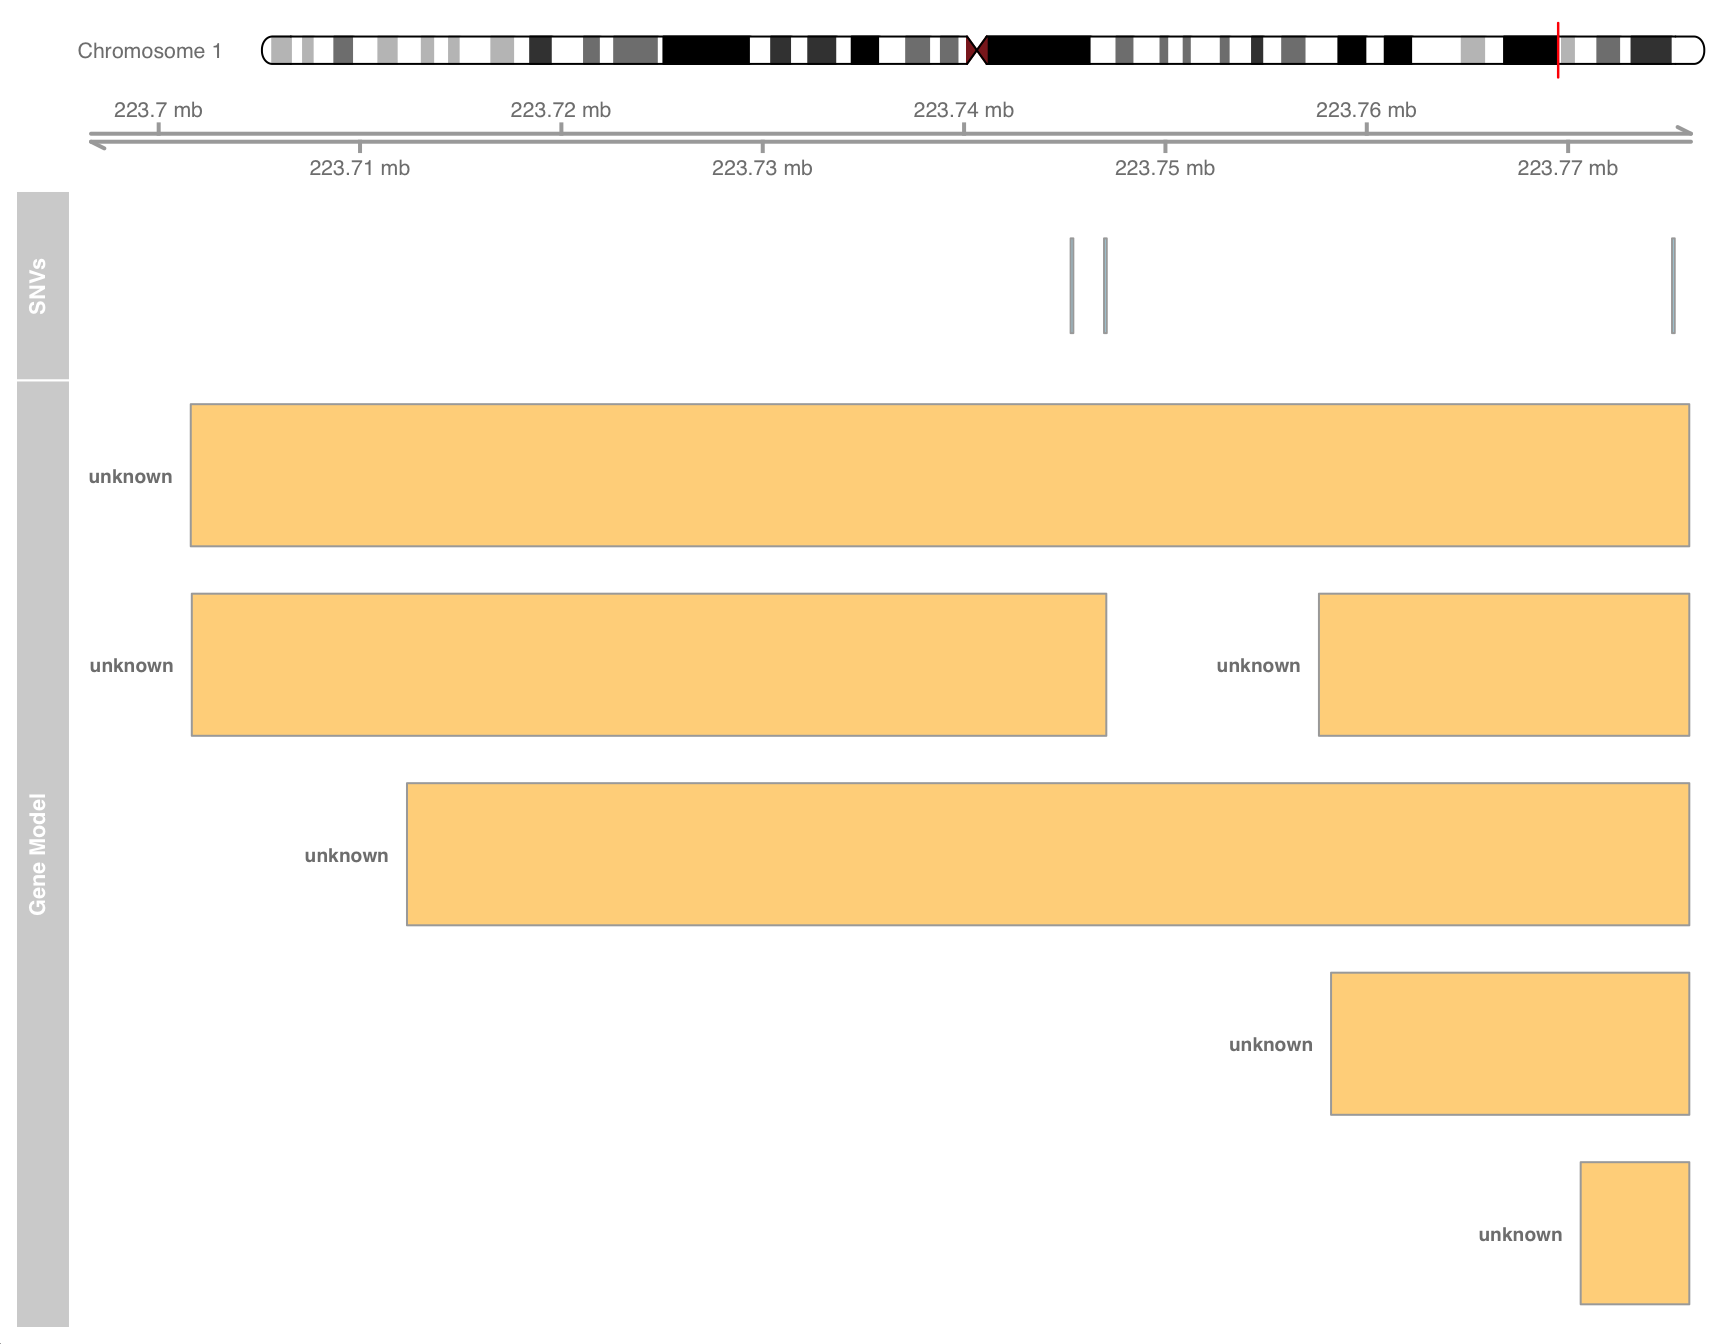 Chromosome 1
223.7 mb 223.72 mb 223.74 mb 223.76 mb
223.71 mb 223.73 mb 223.75 mb 223.77 mb
SNVs
Gene Model
unknown
unknown unknown
unknown
unknown
unknown